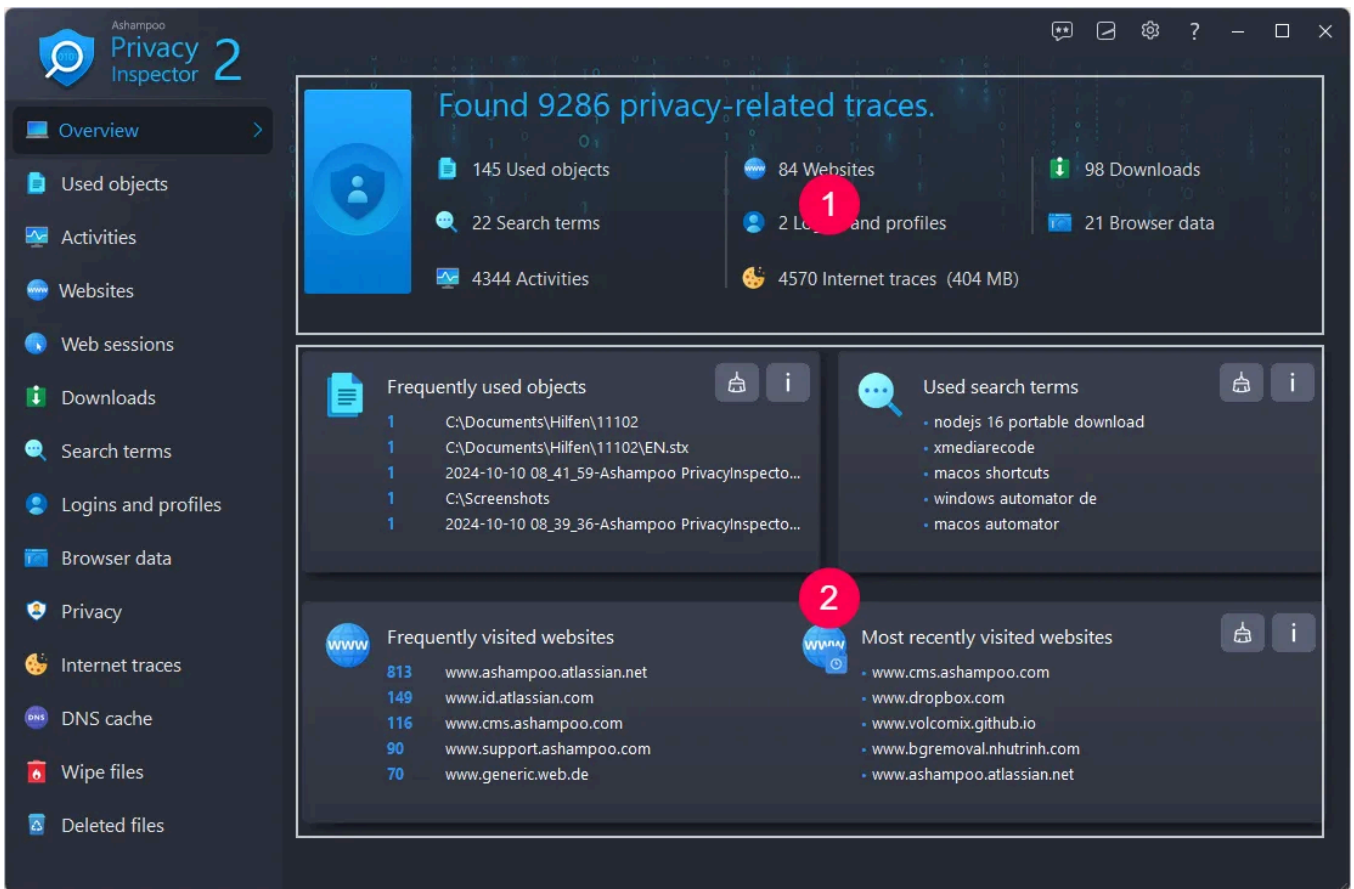 Ashampoo
Privacy
Inspector 2
Overview
Used objects
Activities
Websites
Web sessions
Downloads
Search terms
Logins and profiles
Browser data
Privacy
Internet traces
DNS cache
Wipe files
Deleted files
Found 9286 privacy-related traces.
145 Used objects
84 Websites
98 Downloads
1
22 Search terms
2 and profiles
21 Browser data
4344 Activities
4570 Internet traces (404 MB)
Frequently used objects
1 C:\Documents\Hilfen\11102
1 C:\Documents\Hilfen\11102\EN.stx
1 2024-10-10 08_41_59-Ashampoo PrivacyInspecto...
1 C:\Screenshots
1 2024-10-10 08_39_36-Ashampoo PrivacyInspecto...
Used search terms
• nodejs 16 portable download
• xmediarecode
• macos shortcuts
• windows automator de
• macos automator
2
www
Frequently visited websites
813 www.ashampoo.atlassian.net
149 www.id.atlassian.com
116 www.cms.ashampoo.com
90 www.support.ashampoo.com
70 www.generic.web.de
Most recently visited websites
• www.cms.ashampoo.com
• www.dropbox.com
• www.volcomix.github.io
• www.bgremoval.nhutrinh.com
• www.ashampoo.atlassian.net